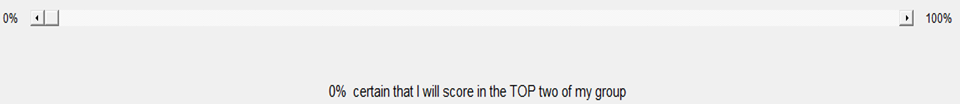 0% 100%
0% certain that I will score in the TOP two of my group